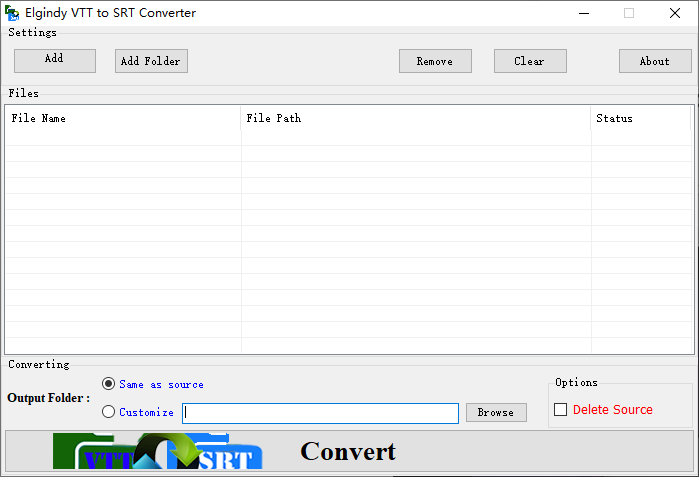 Elgindy VTT to SRT Converter
Settings
Add Add Folder Remove Clear About
Files
File Name File Path Status
Converting
Same as source
Output Folder :
Customize Browse
Options
Delete Source
VTT SRT Convert